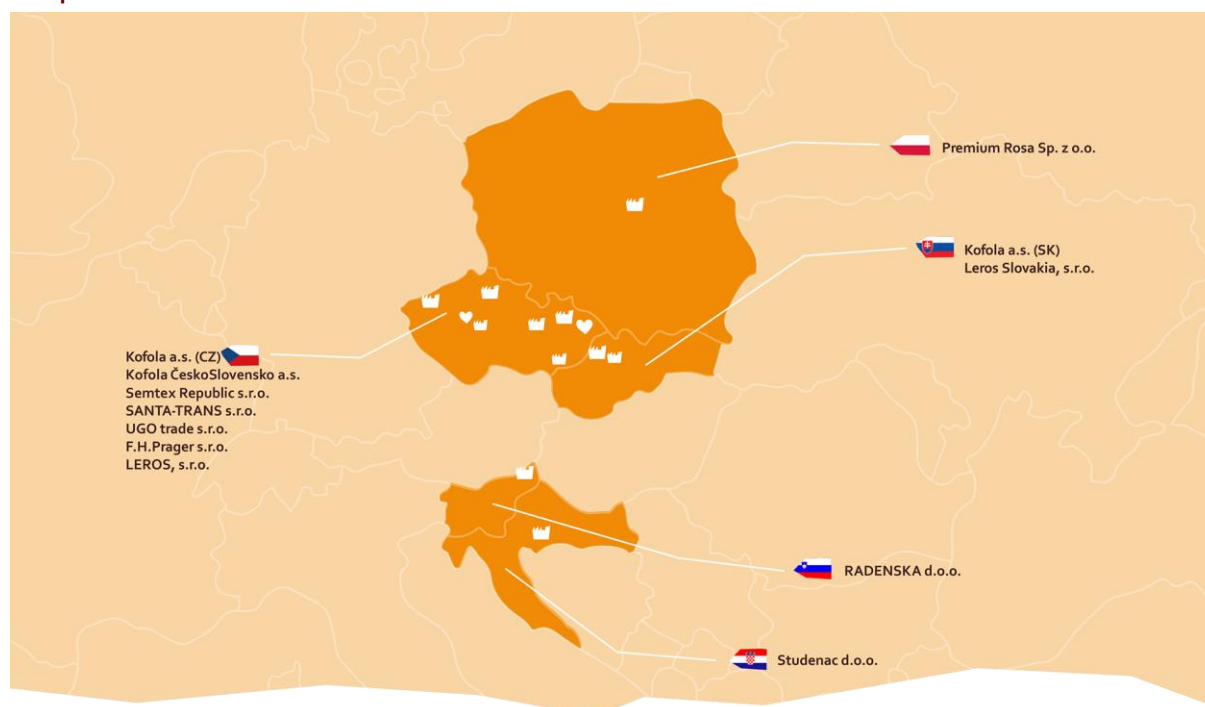 Premium Rosa Sp. z o.o.
Kofola a.s. (SK)
Leros Slovakia, s.r.o.
Kofola a.s. (CZ)
Kofola ČeskoSlovensko a.s.
Semtex Republic s.r.o.
SANTA-TRANS s.r.o.
UGO trade s.r.o.
F.H.Prager s.r.o.
LEROS, s.r.o.
RADENSKA d.o.o.
Studenac d.o.o.